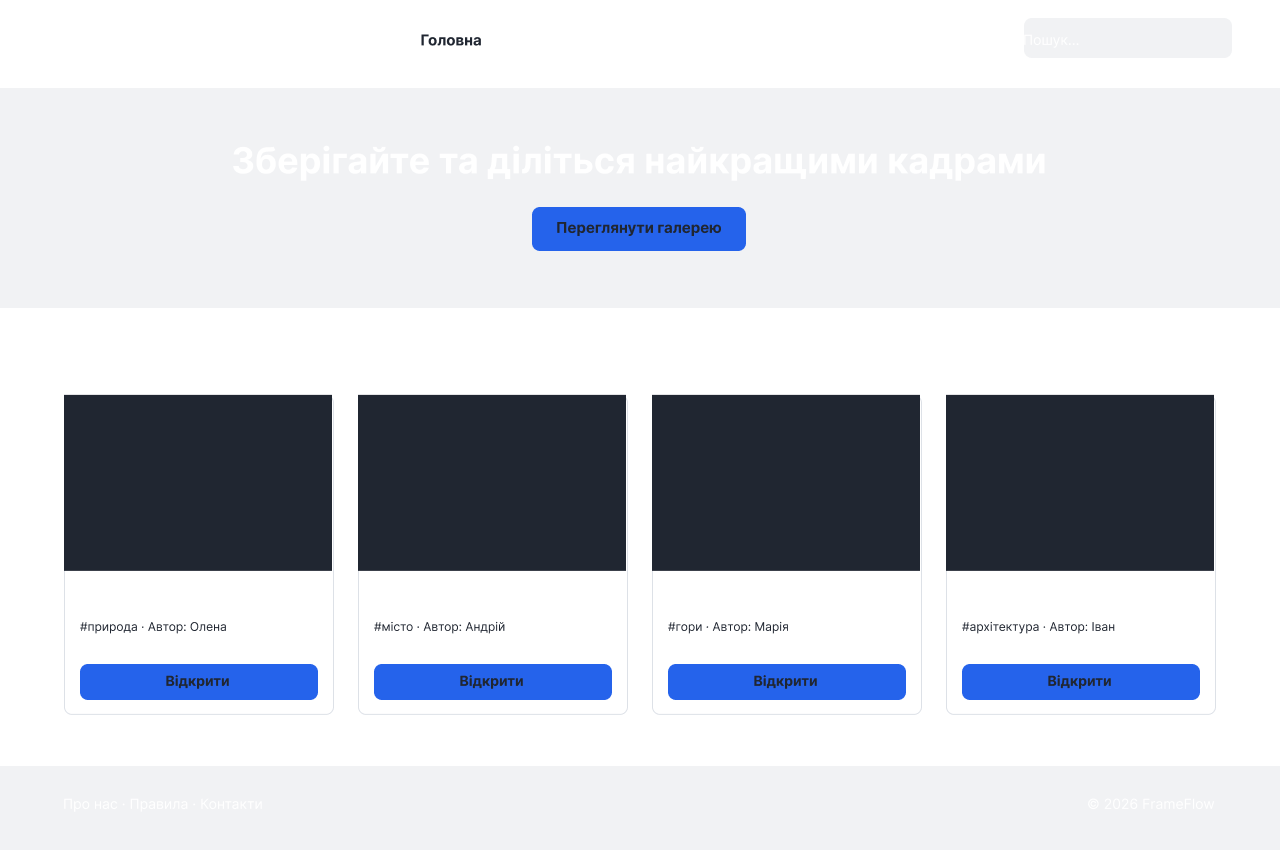 Головна
Пошук...
Зберігайте та діліться найкращими кадрами
Переглянути галерею
#природа · Автор: Олена
#місто · Автор: Андрій
#гори · Автор: Марія
#архітектура · Автор: Іван
Відкрити
Відкрити
Відкрити
Відкрити
Про нас · Правила · Контакти
© 2026 FrameFlow